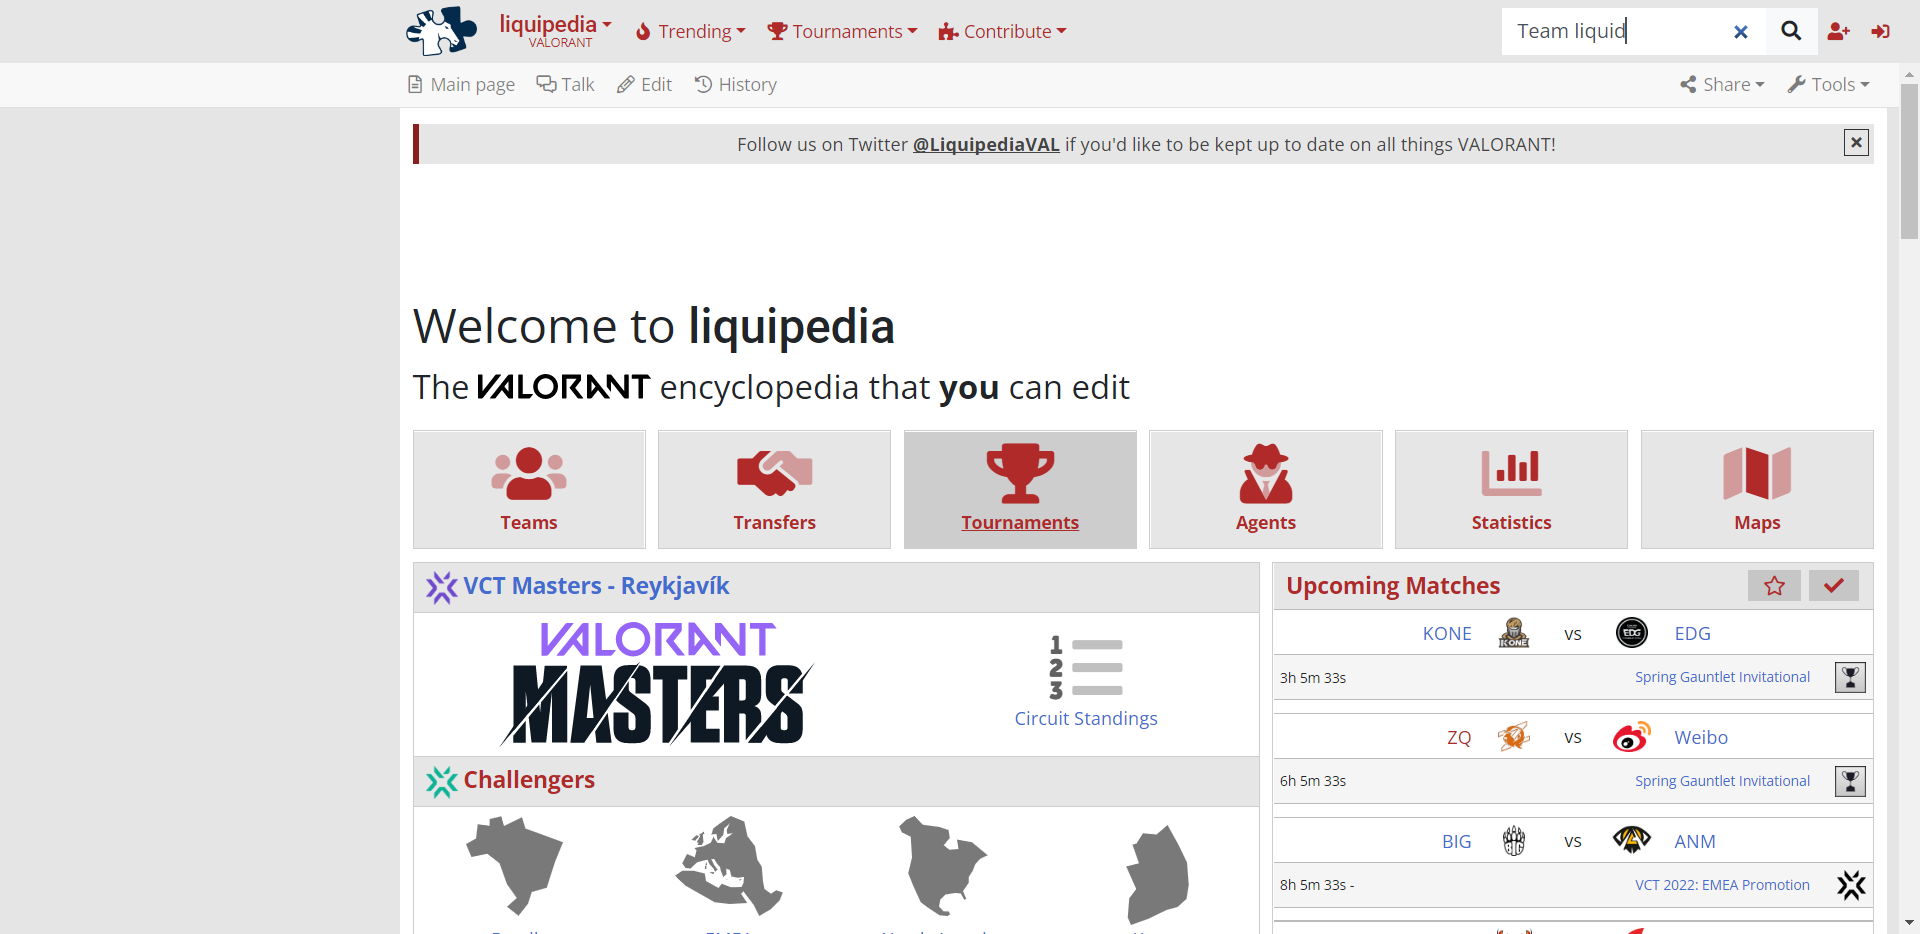 liquipedia
VALORANT
Trending
Tournaments
Contribute
Team liquid
Main page
Talk
Edit
History
Share
Tools
Follow us on Twitter @LiquipediaVAL if you'd like to be kept up to date on all things VALORANT!
Welcome to liquipedia
The VALORANT encyclopedia that you can edit
Teams
Transfers
Tournaments
Agents
Statistics
Maps
VCT Masters - Reykjavík
VALORANT
MASTERS
1
2
3
Circuit Standings
Challengers
Upcoming Matches
KONE KONE vs EDG EDG
3h 5m 33s Spring Gauntlet Invitational
ZQ vs Weibo
6h 5m 33s Spring Gauntlet Invitational
BIG vs ANM
8h 5m 33s - VCT 2022: EMEA Promotion